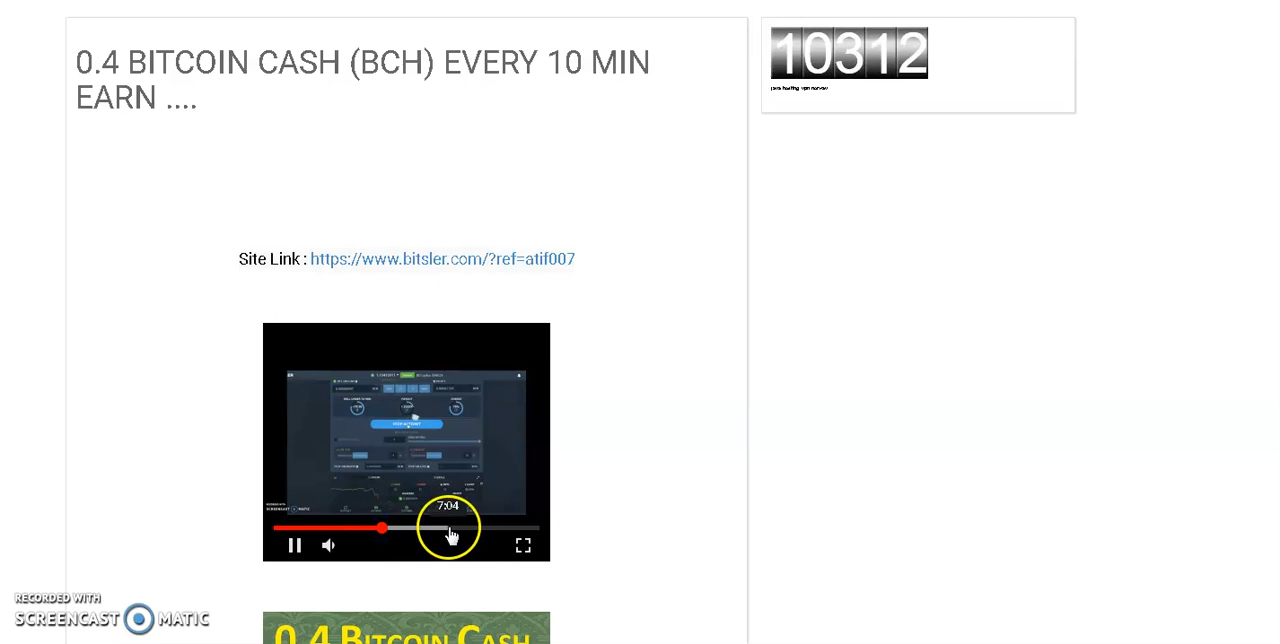 0.4 BITCOIN CASH (BCH) EVERY 10 MIN
EARN ....
10312
Site Link : https://www.bitsler.com/?ref=atif007
7:04
RECORDED WITH
SCREENCAST MATIC
0.4 BITCOIN CASH